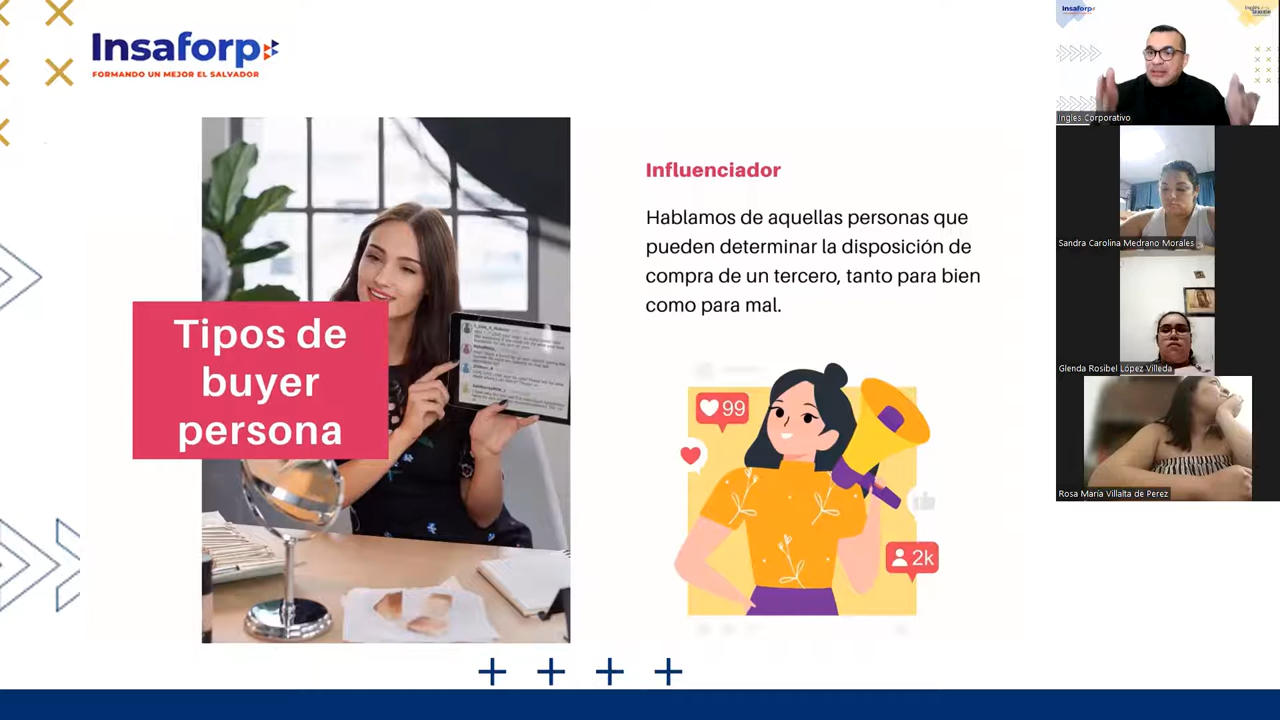 Insaforp
FORMANDO UN MEJOR EL SALVADOR
Tipos de
buyer
persona
Influenciador
Hablamos de aquellas personas que
pueden determinar la disposición de
compra de un tercero, tanto para bien
como para mal.
99
2k
Insaforp
Ingles Corporativo
Sandra Carolina Medrano Morales
Glenda Rosibel López Villeda
Rosa María Villalta de Perez